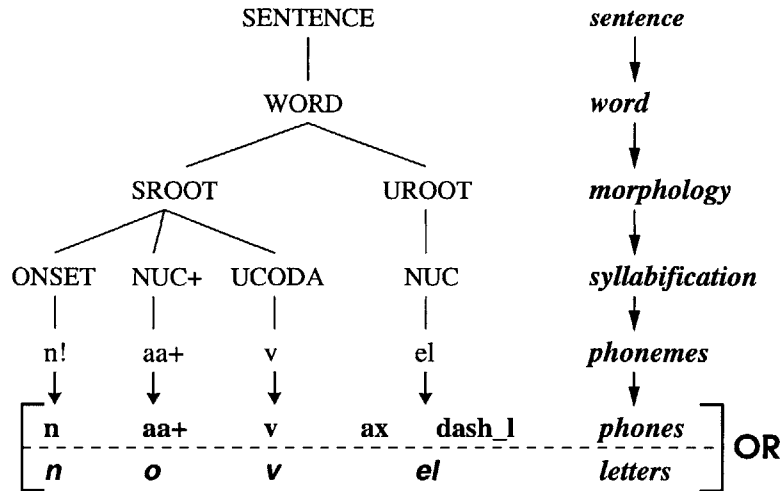 SENTENCE sentence
WORD word
SROOT UROOT morphology
ONSET NUC+ UCODA NUC syllabification
n! aa+ v el phonemes
n aa+ v ax dash_l phones
OR
n o v el letters